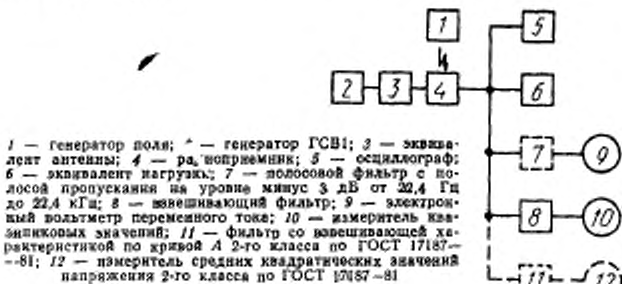 1
5
2
3
4
6
7
9
8
10
11
12
1 — генератор поля; — генератор ГСВ1; 3 — эквива-
лент антенны; 4 — 5 — осциллограф;
6 — эквивалент нагрузки; 7 — полосовой фильтр с по-
лосой пропускания на уровне минус 3 дБ от 22,4 Гц
до 22,4 кГц; 8 — взвешивающий фильтр; 9 — электрон-
ный вольтметр переменного тока; 10 — измеритель ква-
зипиковых значений; 11 — фильтр со взвешивающей ха-
рактеристикой по кривой А 2-го класса по ГОСТ 17187—
—81; 12 — измеритель средних квадратических значений
напряжения 2-го класса по ГОСТ 17187—81